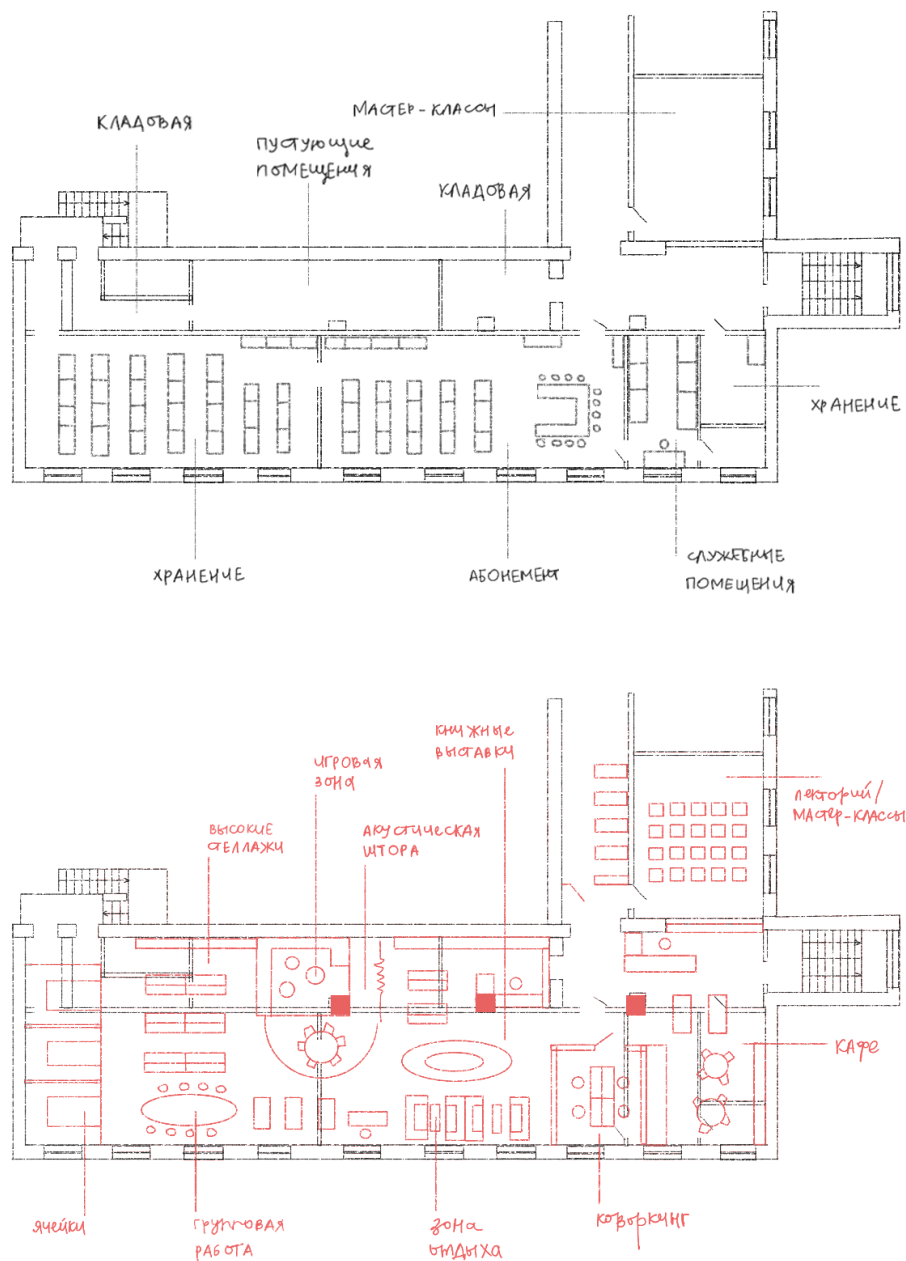 МАСТЕР-КЛАССЫ
КЛАДОВАЯ
ПУСТУЮЩИЕ
ПОМЕЩЕНИЯ
КЛАДОВАЯ
ХРАНЕНИЕ
ХРАНЕНИЕ
АБОНЕМЕНТ
СЛУЖЕБНЫЕ
ПОМЕЩЕНИЯ
КНИЖНЫЕ
ВЫСТАВКИ
ИГРОВАЯ
ЗОНА
ЛЕКТОРИЙ/
МАСТЕР-КЛАССЫ
ВЫСОКИЕ
СТЕЛЛАЖИ
АКУСТИЧЕСКАЯ
ШТОРА
КАФЕ
ЯЧЕЙКИ
ГРУППОВАЯ
РАБОТА
ЗОНА
ОТДЫХА
КОВОРКИНГ